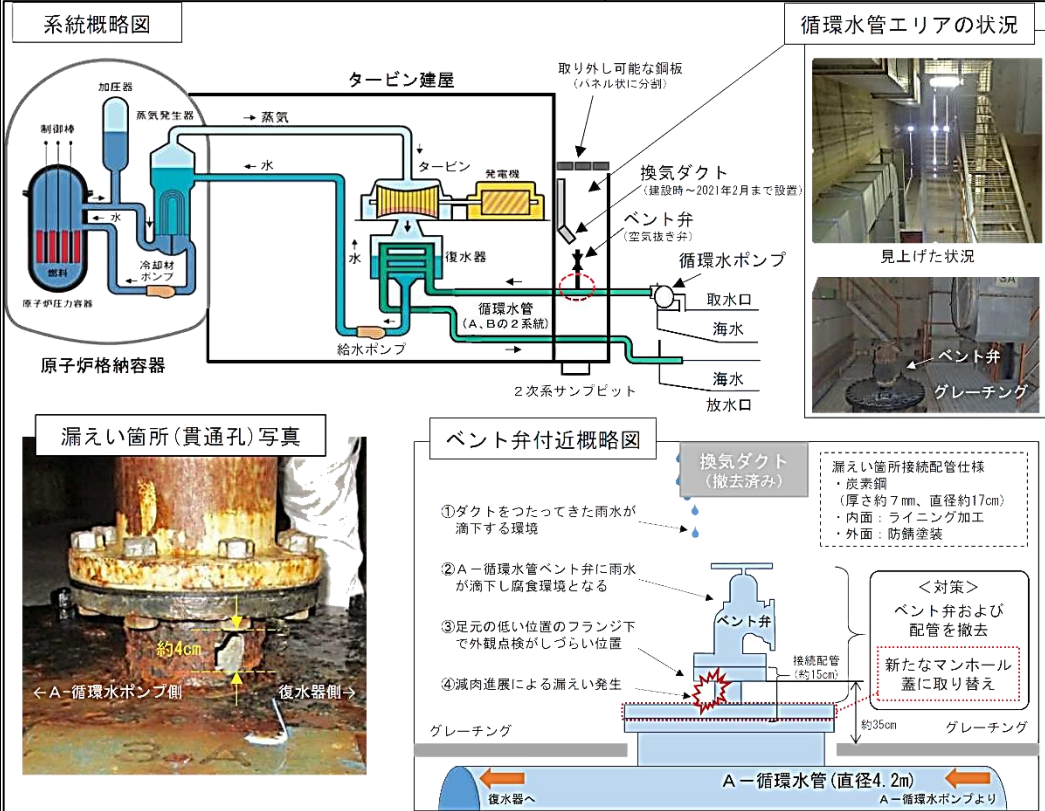 系統概略図
加圧器
制御棒
蒸気発生器
→ 蒸気
← 水
← 水
冷却材
ポンプ
燃料
原子炉圧力容器
原子炉格納容器
タービン建屋
タービン
発電機
↑
水
復水器
循環水管
(A、Bの2系統)
給水ポンプ
取り外し可能な鋼板
(パネル状に分割)
換気ダクト
(建設時～2021年2月まで設置)
ベント弁
(空気抜き弁)
循環水ポンプ
取水口
海水
海水
放水口
2次系サンプピット
循環水管エリアの状況
見上げた状況
3A
ベント弁
グレーチング
漏えい箇所(貫通孔)写真
約4cm
←A-循環水ポンプ側
復水器側→
3-A
ベント弁付近概略図
換気ダクト
(撤去済み)
漏えい箇所接続配管仕様
・炭素鋼
(厚さ約7㎜、直径約17cm)
・内面：ライニング加工
・外面：防錆塗装
①ダクトをつたってきた雨水が
滴下する環境
②A－循環水管ベント弁に雨水
が滴下し腐食環境となる
③足元の低い位置のフランジ下
で外観点検がしづらい位置
④減肉進展による漏えい発生
ベント弁
接続配管
(約15cm)
＜対策＞
ベント弁および
配管を撤去
新たなマンホール
蓋に取り替え
約35cm
グレーチング
グレーチング
A－循環水管(直径4.2m)
復水器へ
A－循環水ポンプより